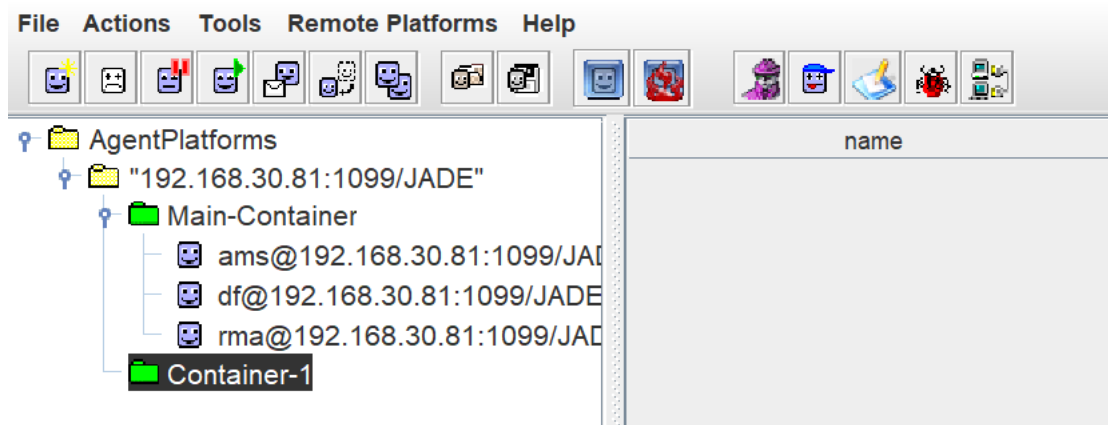 File Actions Tools Remote Platforms Help
AgentPlatforms
"192.168.30.81:1099/JADE"
Main-Container
ams@192.168.30.81:1099/JAD
df@192.168.30.81:1099/JADE
rma@192.168.30.81:1099/JAD
Container-1
name